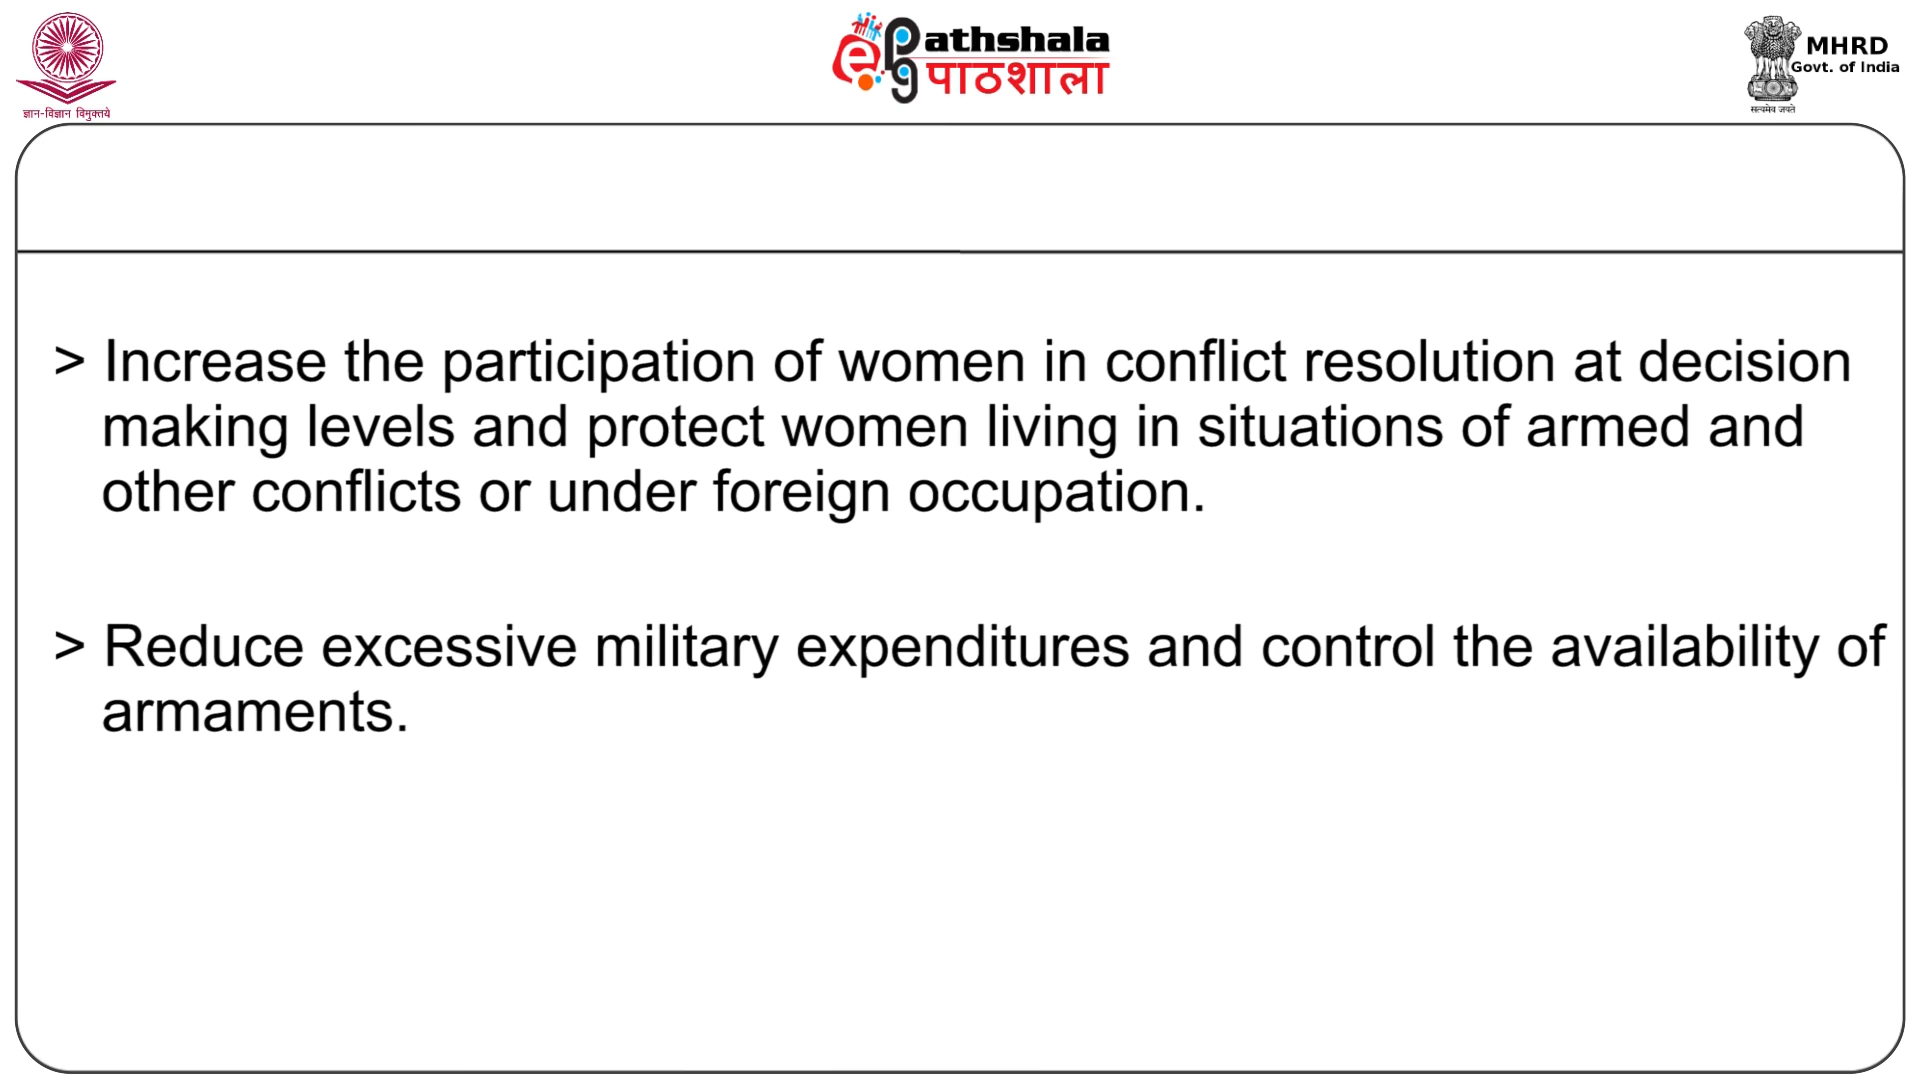 ज्ञान-विज्ञान विमुक्तये
e Pathshala
pg पाठशाला
MHRD
Govt. of India
सत्यमेव जयते
> Increase the participation of women in conflict resolution at decision
making levels and protect women living in situations of armed and
other conflicts or under foreign occupation.
> Reduce excessive military expenditures and control the availability of
armaments.